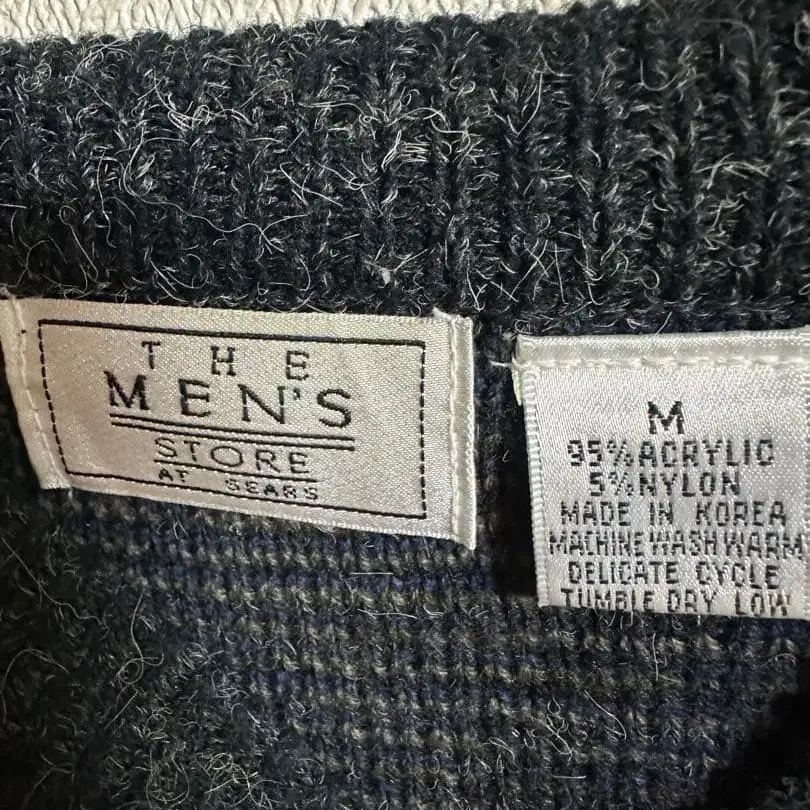 THE
MEN'S
STORE
AT SEARS
M
95% ACRYLIC
5% NYLON
MADE IN KOREA
MACHINE WASH WARM
DELICATE CYCLE
TUMBLE DRY LOW